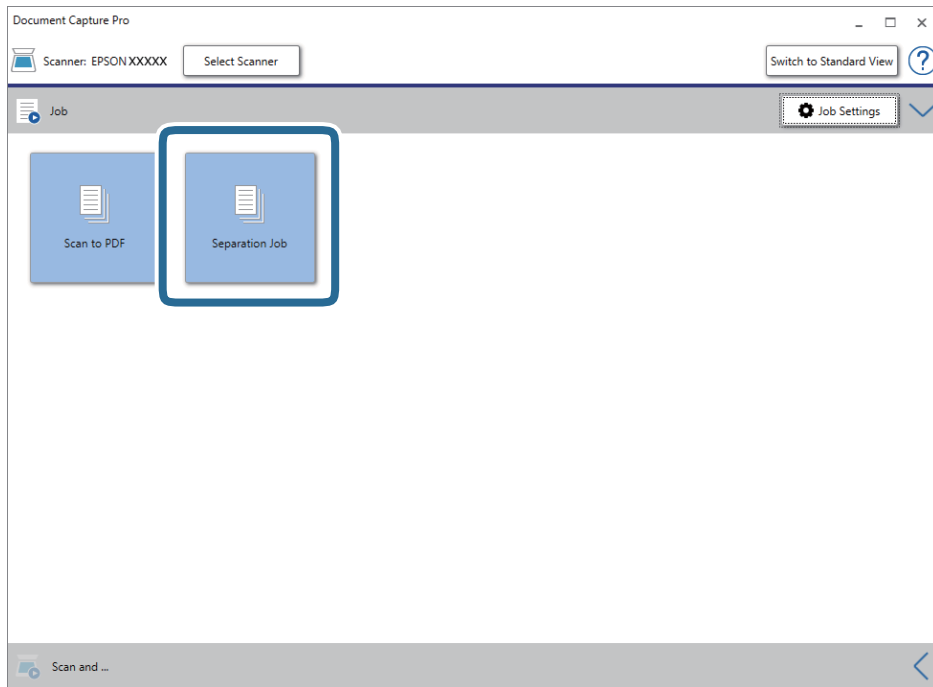 Document Capture Pro
Scanner: EPSON XXXXX
Select Scanner
Switch to Standard View
?
Job
Job Settings
Scan to PDF
Separation Job
Scan and ...